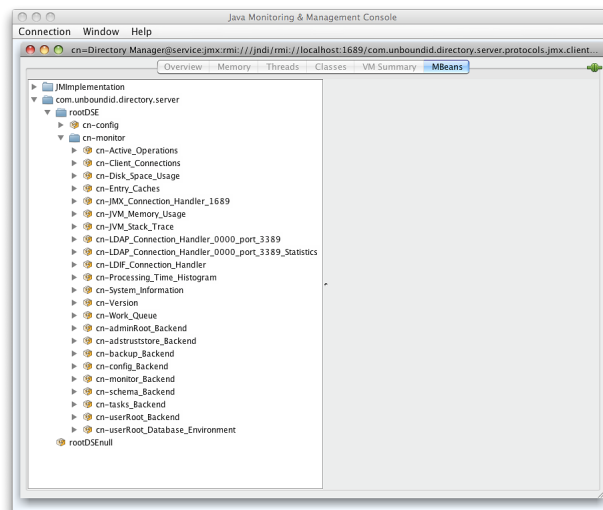 Java Monitoring & Management Console
Connection Window Help
cn=Directory Manager@service:jmx:rmi:///jndi/rmi://localhost:1689/com.unboundid.directory.server.protocols.jmx.client...
Overview Memory Threads Classes VM Summary MBeans
JMImplementation
com.unboundid.directory.server
rootDSE
cn-config
cn-monitor
cn-Active_Operations
cn-Client_Connections
cn-Disk_Space_Usage
cn-Entry_Caches
cn-JMX_Connection_Handler_1689
cn-JVM_Memory_Usage
cn-JVM_Stack_Trace
cn-LDAP_Connection_Handler_0000_port_3389
cn-LDAP_Connection_Handler_0000_port_3389_Statistics
cn-LDIF_Connection_Handler
cn-Processing_Time_Histogram
cn-System_Information
cn-Version
cn-Work_Queue
cn-adminRoot_Backend
cn-adstruststore_Backend
cn-backup_Backend
cn-config_Backend
cn-monitor_Backend
cn-schema_Backend
cn-tasks_Backend
cn-userRoot_Backend
cn-userRoot_Database_Environment
rootDSEnull